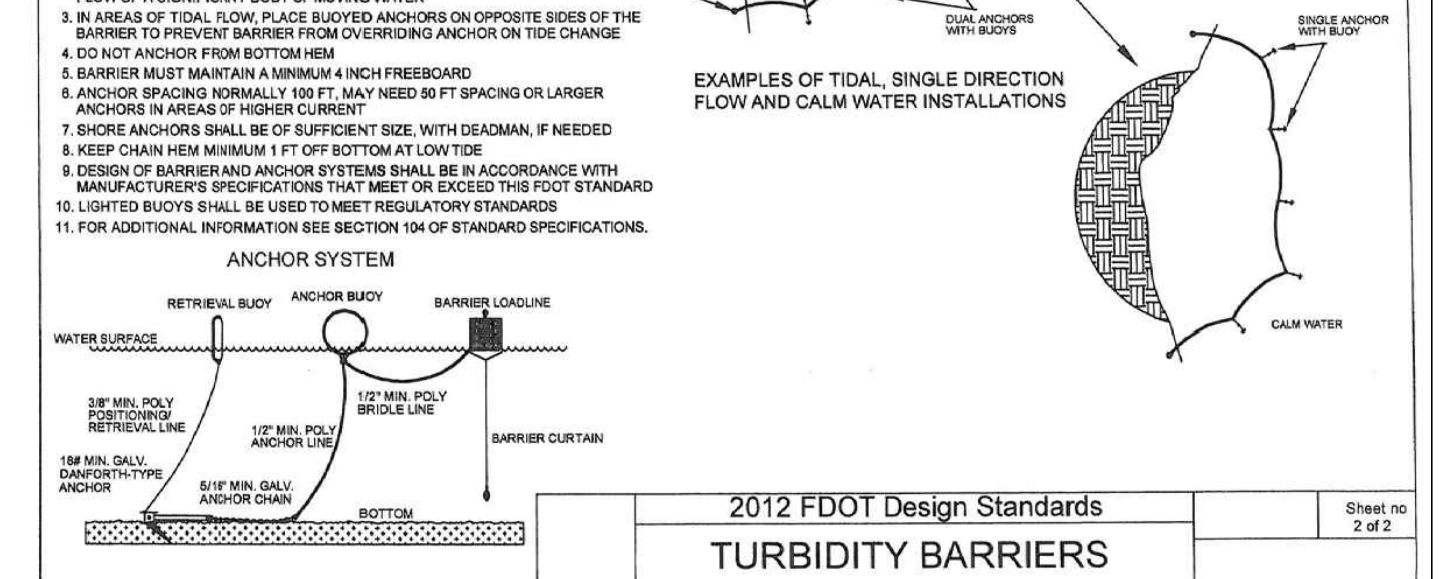 3. IN AREAS OF TIDAL FLOW, PLACE BUOYED ANCHORS ON OPPOSITE SIDES OF THE
BARRIER TO PREVENT BARRIER FROM OVERRIDING ANCHOR ON TIDE CHANGE
4. DO NOT ANCHOR FROM BOTTOM HEM
5. BARRIER MUST MAINTAIN A MINIMUM 4 INCH FREEBOARD
6. ANCHOR SPACING NORMALLY 100 FT, MAY NEED 50 FT SPACING OR LARGER
ANCHORS IN AREAS OF HIGHER CURRENT
7. SHORE ANCHORS SHALL BE OF SUFFICIENT SIZE, WITH DEADMAN, IF NEEDED
8. KEEP CHAIN HEM MINIMUM 1 FT OFF BOTTOM AT LOW TIDE
9. DESIGN OF BARRIER AND ANCHOR SYSTEMS SHALL BE IN ACCORDANCE WITH
MANUFACTURER'S SPECIFICATIONS THAT MEET OR EXCEED THIS FDOT STANDARD
10. LIGHTED BUOYS SHALL BE USED TO MEET REGULATORY STANDARDS
11. FOR ADDITIONAL INFORMATION SEE SECTION 104 OF STANDARD SPECIFICATIONS.
DUAL ANCHORS
WITH BUOYS
SINGLE ANCHOR
WITH BUOY
EXAMPLES OF TIDAL, SINGLE DIRECTION
FLOW AND CALM WATER INSTALLATIONS
CALM WATER
ANCHOR SYSTEM
RETRIEVAL BUOY
ANCHOR BUOY
BARRIER LOADLINE
WATER SURFACE
3/8" MIN. POLY
POSITIONING/
RETRIEVAL LINE
1/2" MIN. POLY
BRIDLE LINE
1/2" MIN. POLY
ANCHOR LINE
BARRIER CURTAIN
18# MIN. GALV.
DANFORTH-TYPE
ANCHOR
5/16" MIN. GALV.
ANCHOR CHAIN
BOTTOM
2012 FDOT Design Standards
TURBIDITY BARRIERS
Sheet no
2 of 2